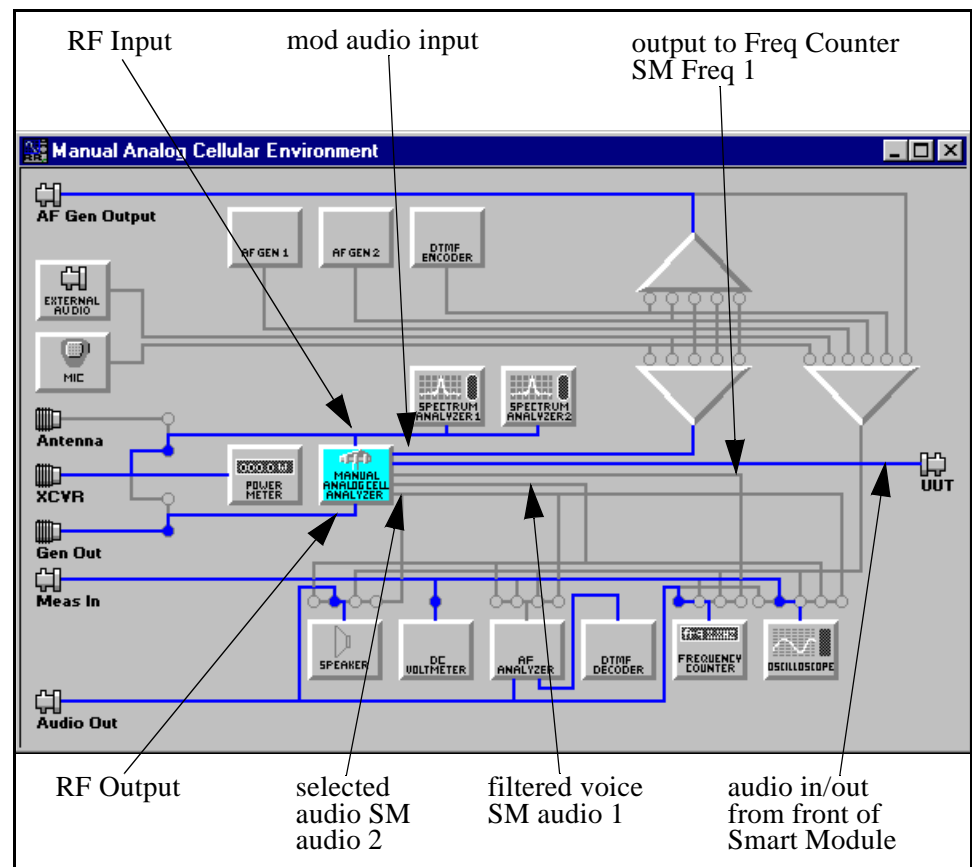 RF Input
mod audio input
output to Freq Counter
SM Freq 1
Manual Analog Cellular Environment
AF Gen Output
AF GEN 1
AF GEN 2
DTMF
ENCODER
EXTERNAL
AUDIO
MIC
SPECTRUM
ANALYZER 1
SPECTRUM
ANALYZER 2
Antenna
XCVR
POWER
METER
MANUAL
ANALOG CELL
ANALYZER
UUT
Gen Out
Meas In
SPEAKER
DC
VOLTMETER
AF
ANALYZER
DTMF
DECODER
FREQUENCY
COUNTER
OSCILLOSCOPE
Audio Out
RF Output
selected
audio SM
audio 2
filtered voice
SM audio 1
audio in/out
from front of
Smart Module